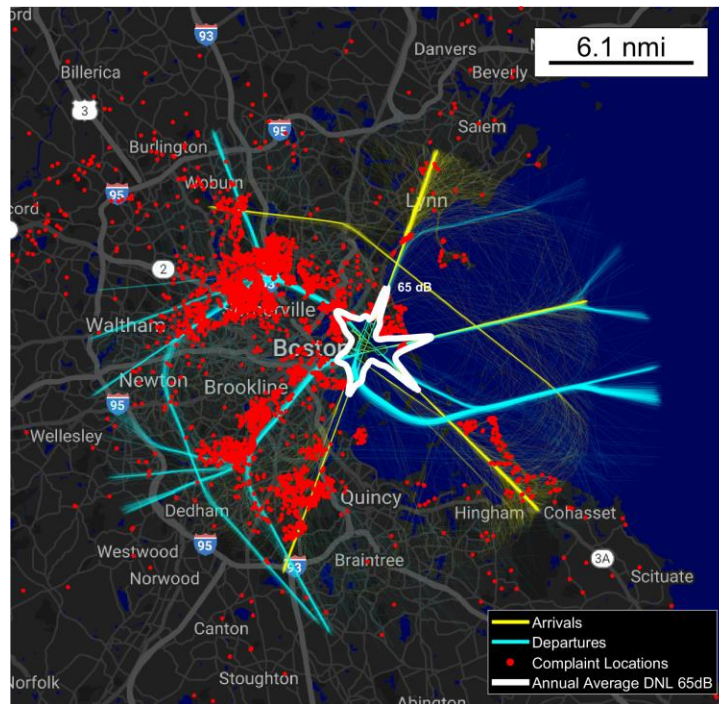 93
6.1 nmi
Danvers
Beverly
Billerica
3
Salem
95
Burlington
Woburn
95
Lynn
cord
2
65 dB
Waltham
Boston
Newton
Brookline
95
Wellesley
Quincy
Dedham
Hingham
Cohasset
Westwood
95
Braintree
93
3A
Norwood
Scituate
Canton
Arrivals
Departures
Complaint Locations
Annual Average DNL 65dB
Stoughton
Norfolk
Abington